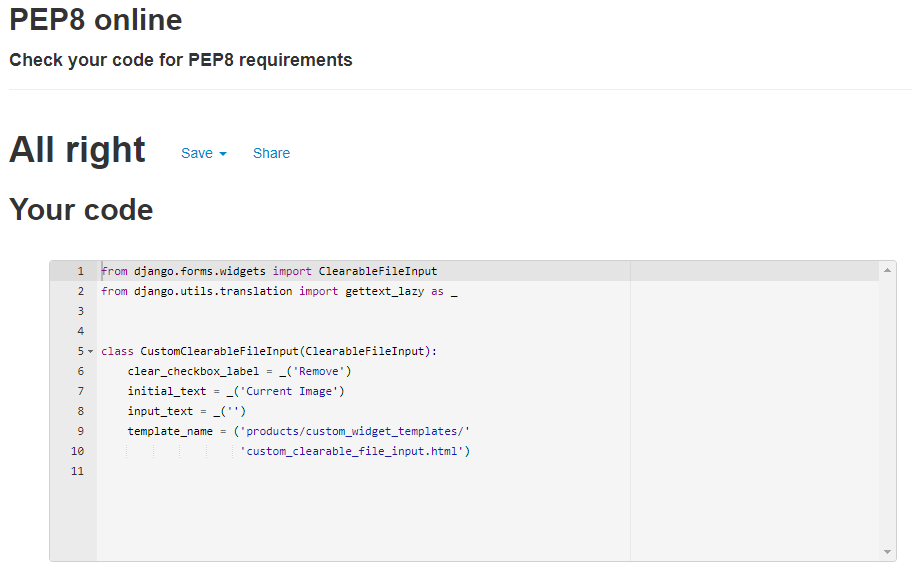 PEP8 online
Check your code for PEP8 requirements
All right Save Share
Your code
1 from django.forms.widgets import ClearableFileInput
2 from django.utils.translation import gettext_lazy as _
3
4
5 class CustomClearableFileInput(ClearableFileInput):
6 clear_checkbox_label = _('Remove')
7 initial_text = _('Current Image')
8 input_text = _('')
9 template_name = ('products/custom_widget_templates/'
10 'custom_clearable_file_input.html')
11